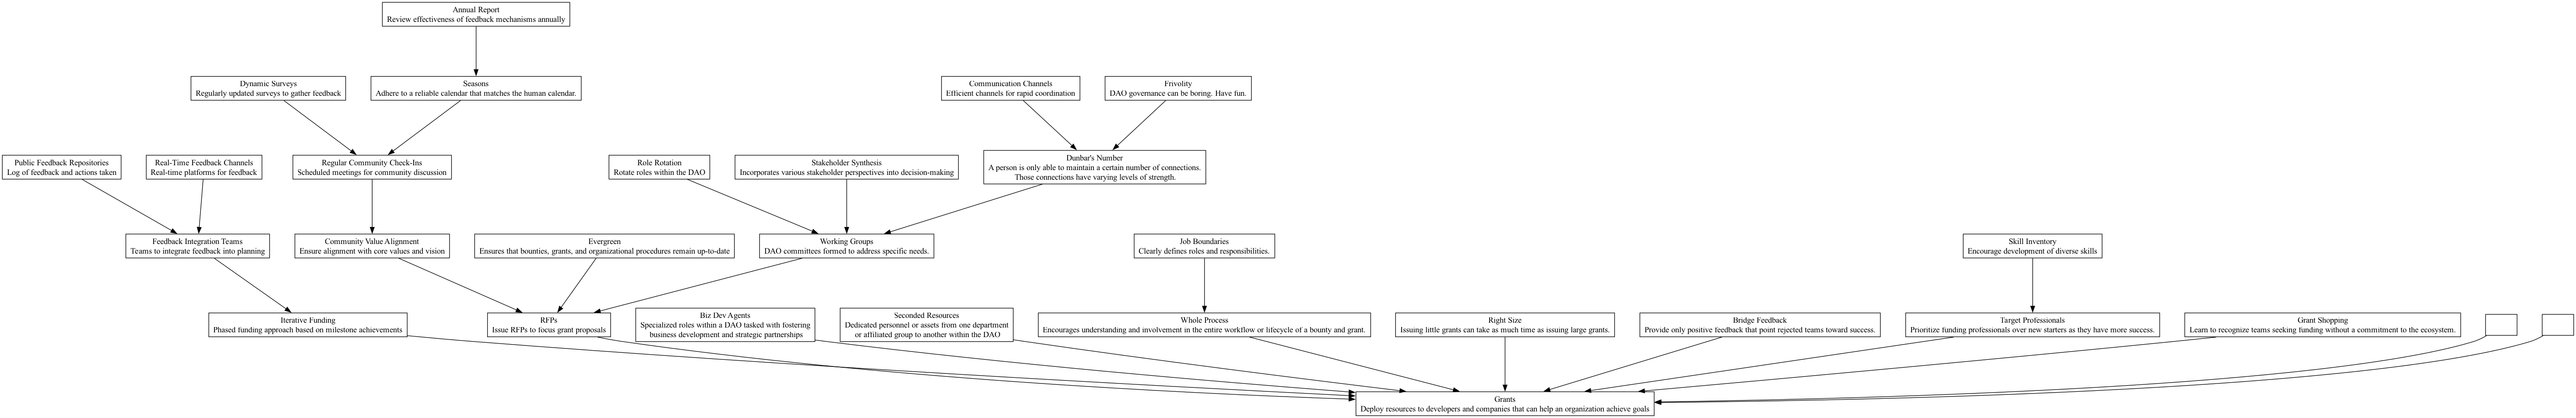 Annual Report
Review effectiveness of feedback mechanisms annually
Dynamic Surveys
Regularly updated surveys to gather feedback
Seasons
Adhere to a reliable calendar that matches the human calendar.
Communication Channels
Efficient channels for rapid coordination
Frivolity
DAO governance can be boring. Have fun.
Public Feedback Repositories
Log of feedback and actions taken
Real-Time Feedback Channels
Real-time platforms for feedback
Regular Community Check-Ins
Scheduled meetings for community discussion
Role Rotation
Rotate roles within the DAO
Stakeholder Synthesis
Incorporates various stakeholder perspectives into decision-making
Dunbar's Number
A person is only able to maintain a certain number of connections.
Those connections have varying levels of strength.
Feedback Integration Teams
Teams to integrate feedback into planning
Community Value Alignment
Ensure alignment with core values and vision
Evergreen
Ensures that bounties, grants, and organizational procedures remain up-to-date
Working Groups
DAO committees formed to address specific needs.
Job Boundaries
Clearly defines roles and responsibilities.
Skill Inventory
Encourage development of diverse skills
Iterative Funding
Phased funding approach based on milestone achievements
RFPs
Issue RFPs to focus grant proposals
Biz Dev Agents
Specialized roles within a DAO tasked with fostering
business development and strategic partnerships
Seconded Resources
Dedicated personnel or assets from one department
or affiliated group to another within the DAO
Whole Process
Encourages understanding and involvement in the entire workflow or lifecycle of a bounty and grant.
Right Size
Issuing little grants can take as much time as issuing large grants.
Bridge Feedback
Provide only positive feedback that point rejected teams toward success.
Target Professionals
Prioritize funding professionals over new starters as they have more success.
Grant Shopping
Learn to recognize teams seeking funding without a commitment to the ecosystem.
Grants
Deploy resources to developers and companies that can help an organization achieve goals